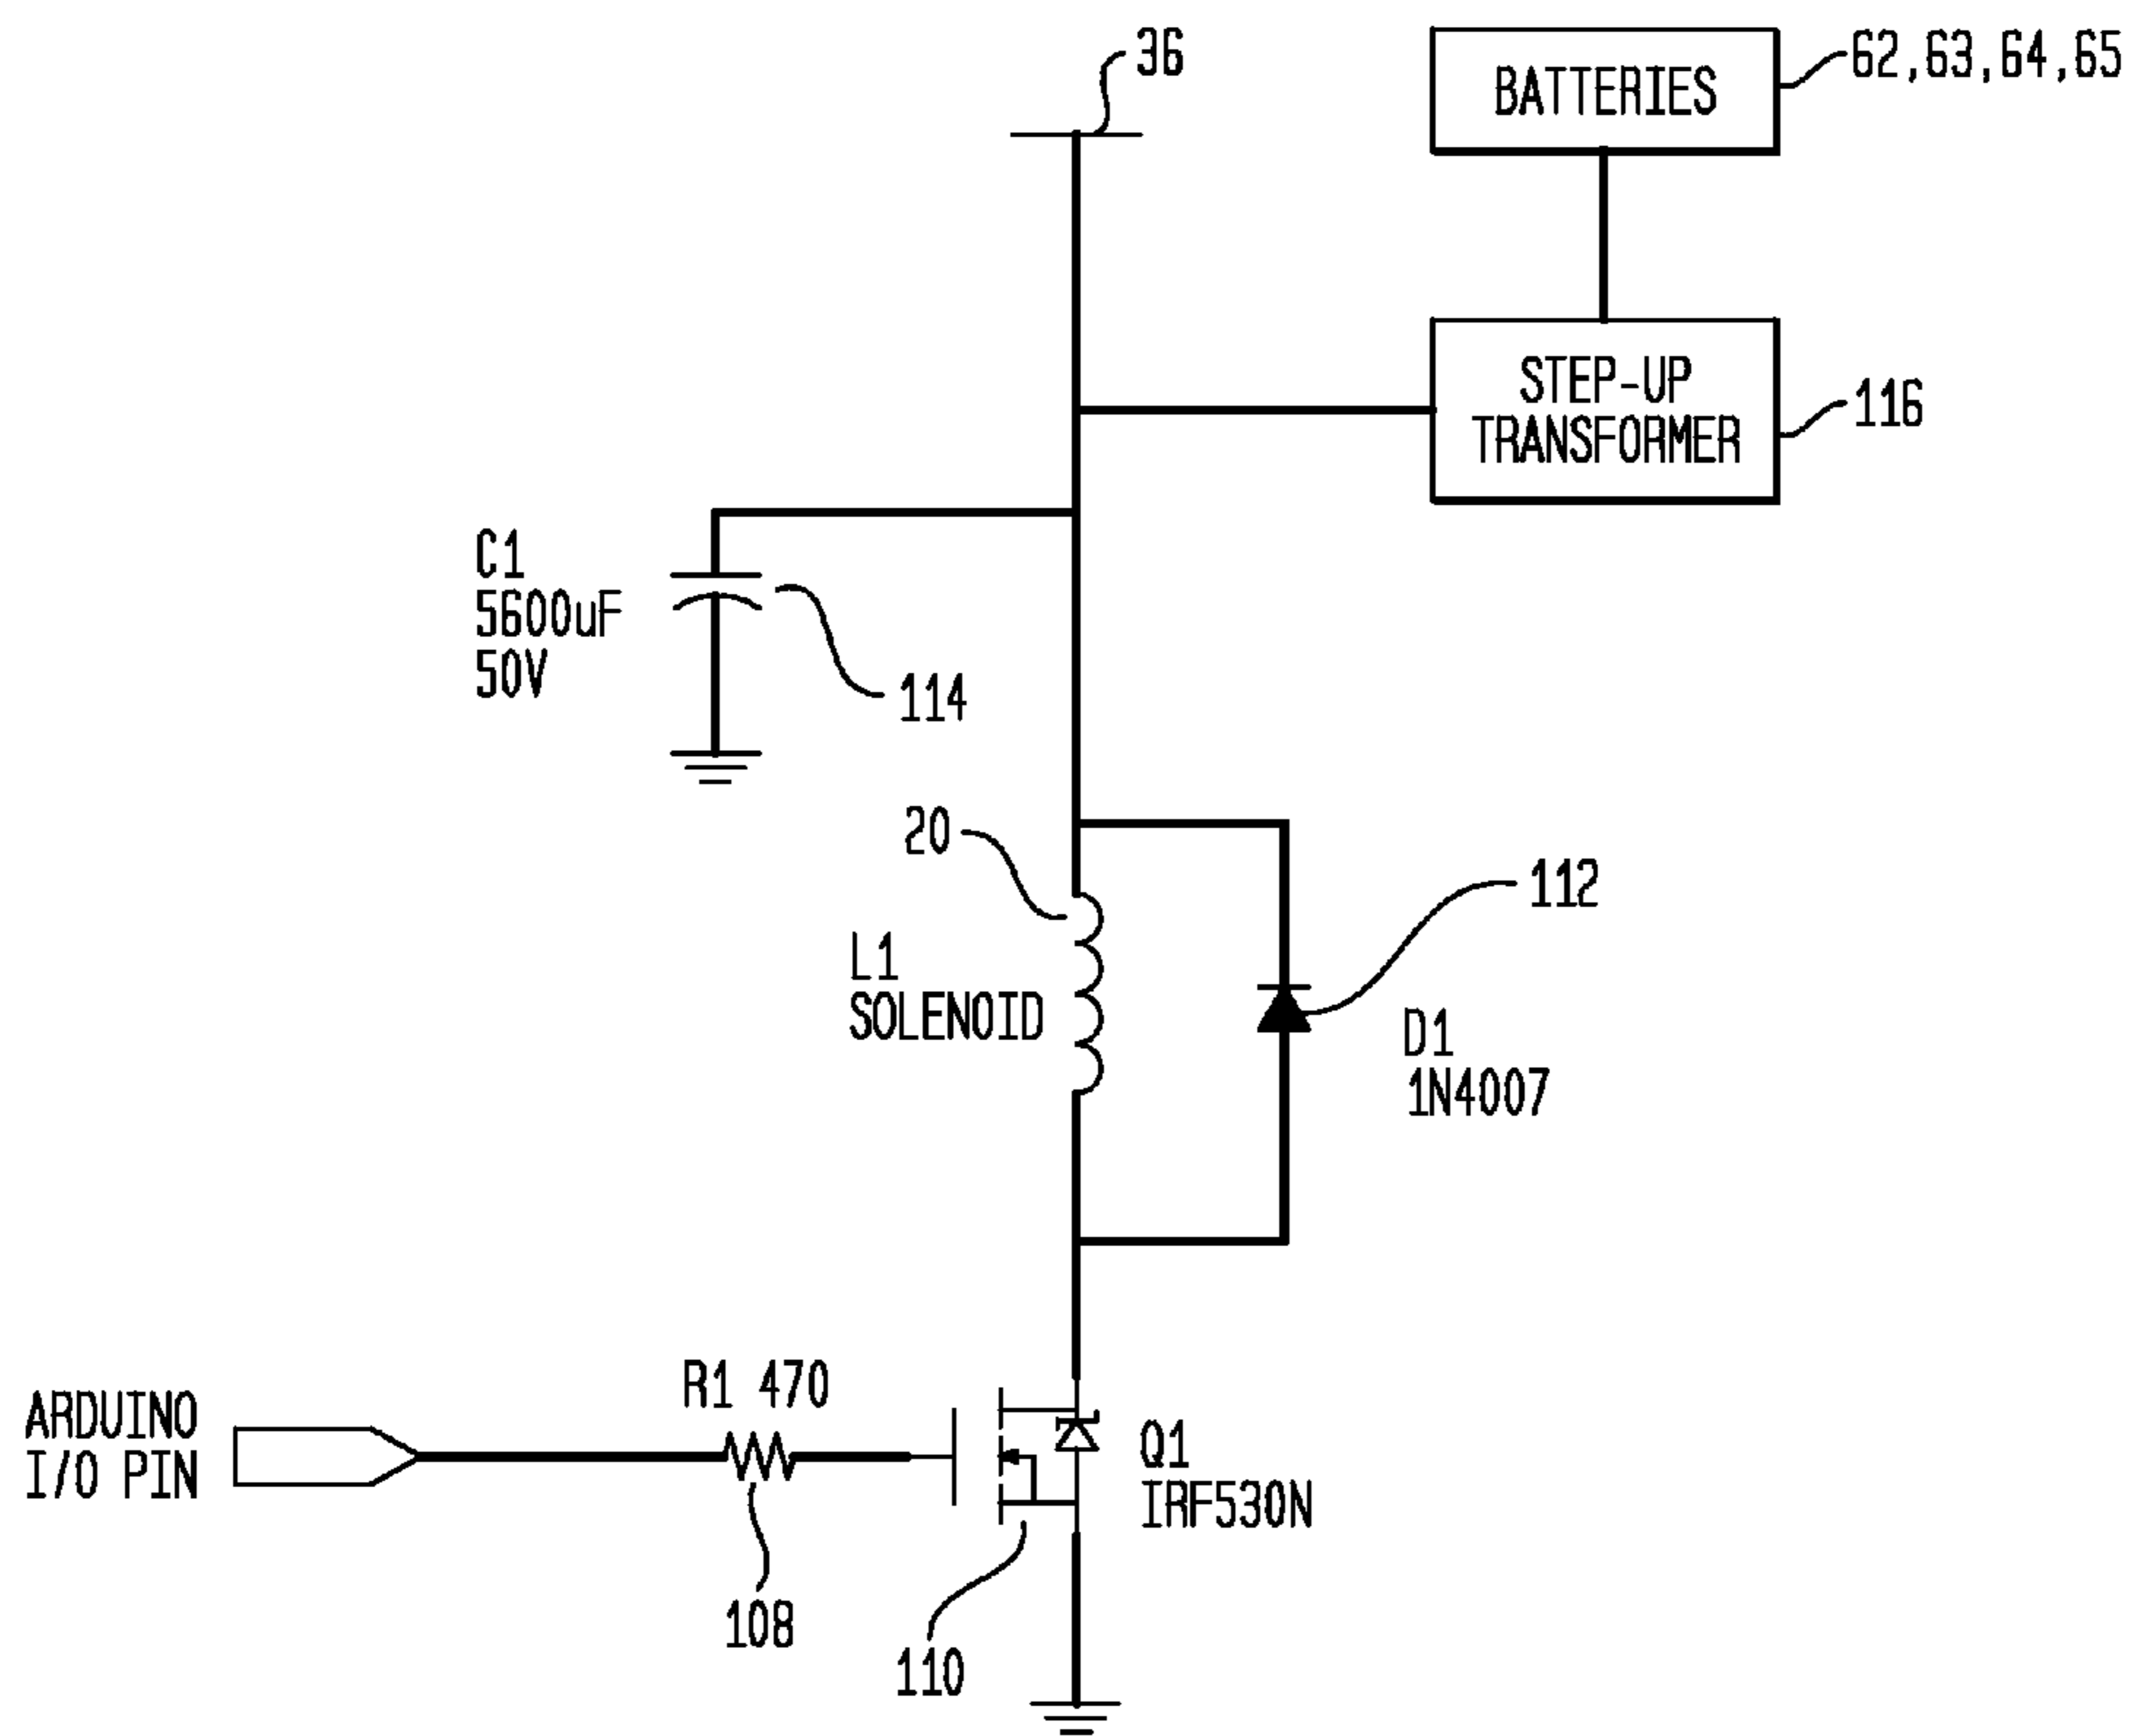 36
BATTERIES
62,63,64,65
STEP-UP
TRANSFORMER
116
C1
5600uF
50V
114
20
L1
SOLENOID
112
D1
1N4007
ARDUINO
I/O PIN
R1 470
108
110
Q1
IRF530N